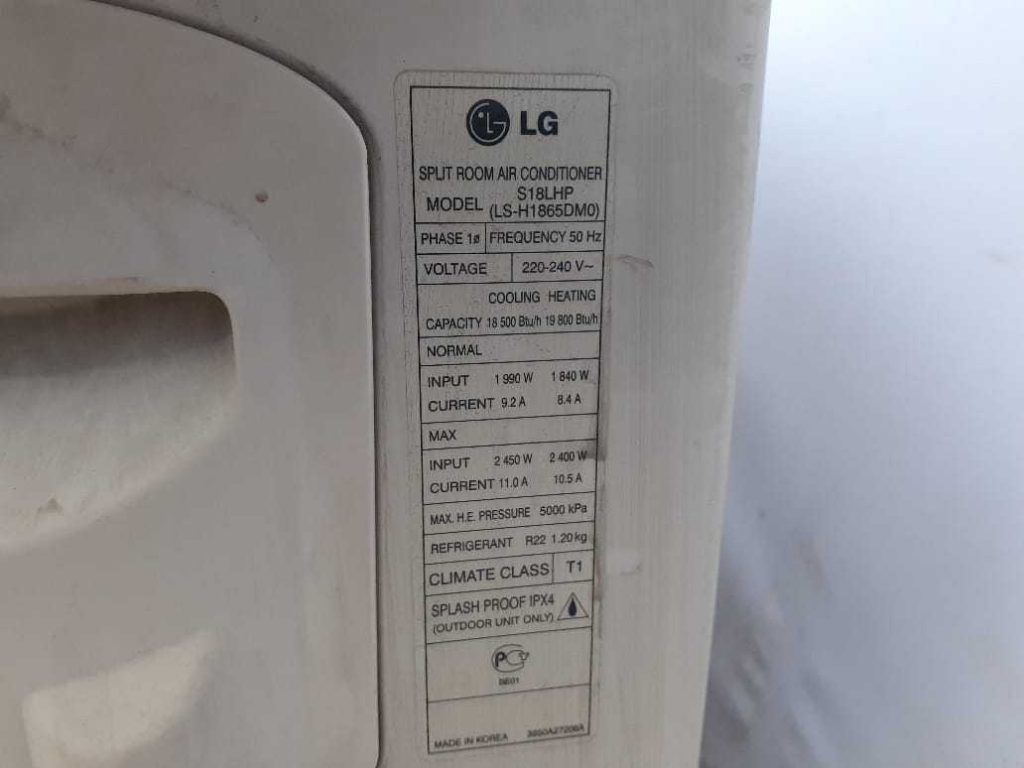 LG
SPLIT ROOM AIR CONDITIONER
MODEL S18LHP
(LS-H1865DM0)
PHASE 1ø FREQUENCY 50 Hz
VOLTAGE 220-240 V~
COOLING HEATING
CAPACITY 18 500 Btu/h 19 800 Btu/h
NORMAL
INPUT 1 990 W 1 840 W
CURRENT 9.2 A 8.4 A
MAX
INPUT 2 450 W 2 400 W
CURRENT 11.0 A 10.5 A
MAX. H.E. PRESSURE 5000 kPa
REFRIGERANT R22 1.20 kg
CLIMATE CLASS T1
SPLASH PROOF IPX4
(OUTDOOR UNIT ONLY)
MADE IN KOREA